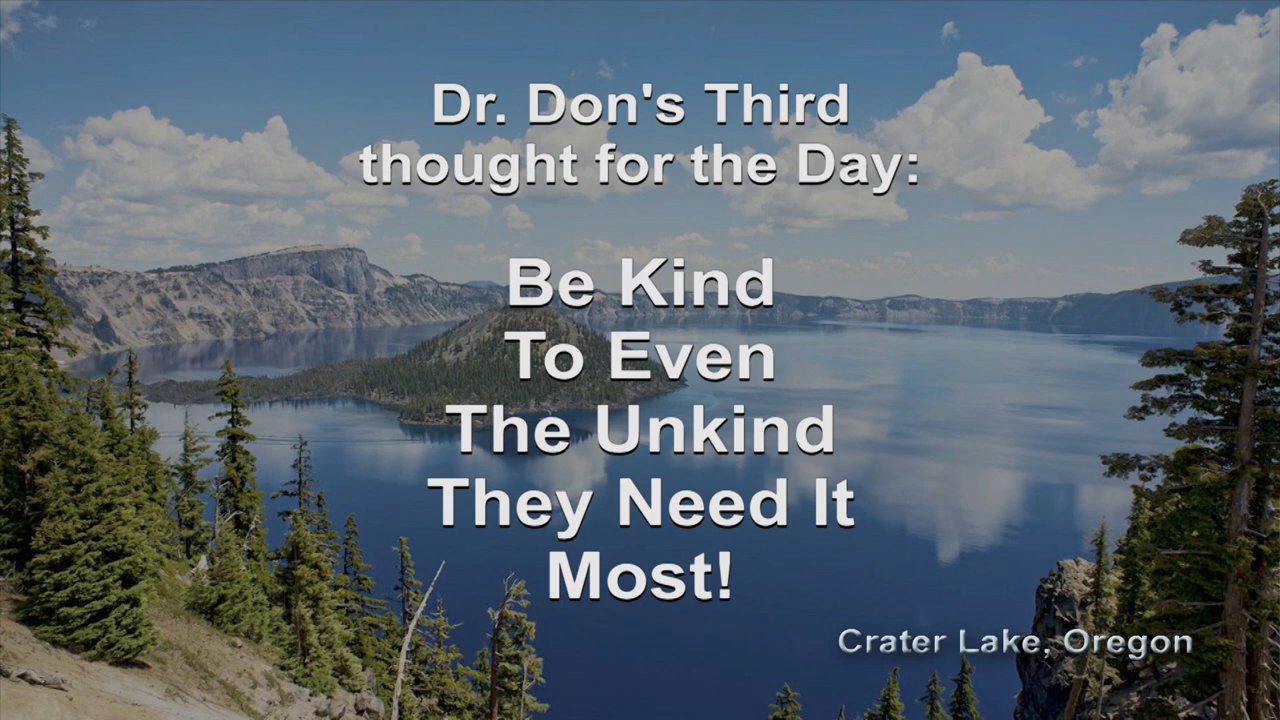 Dr. Don's Third
thought for the Day:
Be Kind
To Even
The Unkind
They Need It
Most!
Crater Lake, Oregon